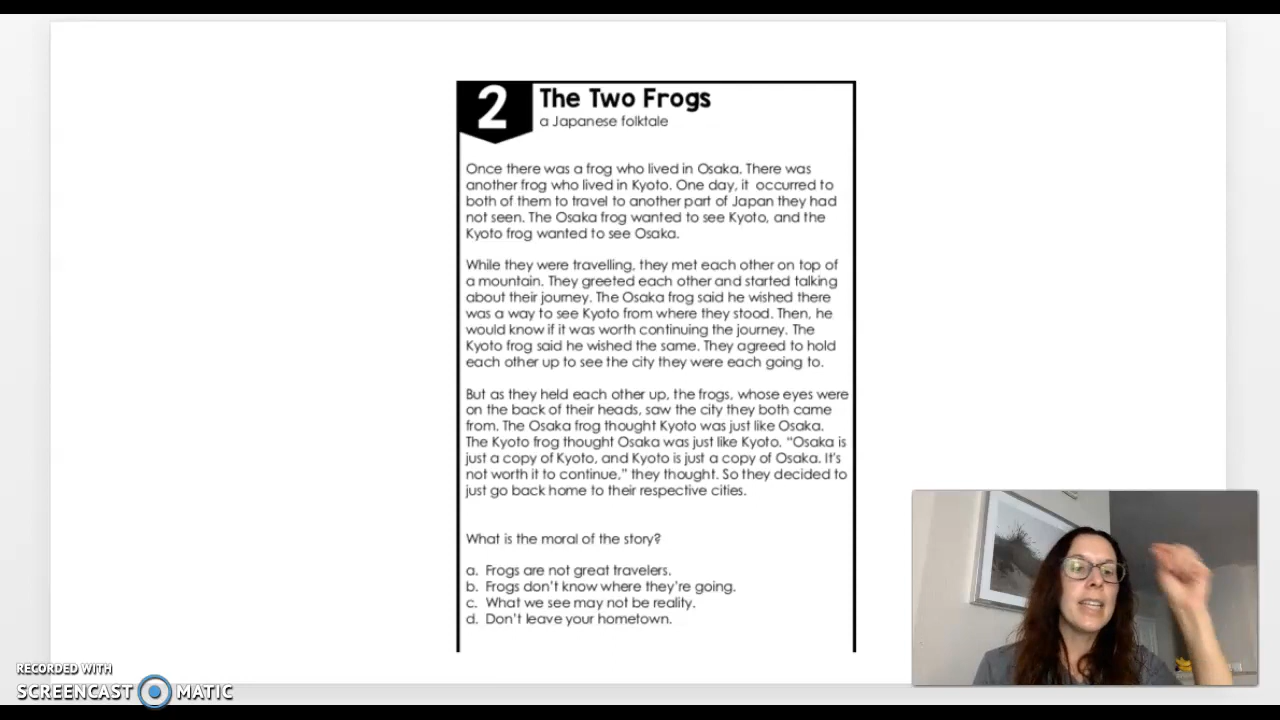 2
The Two Frogs
a Japanese folktale
Once there was a frog who lived in Osaka. There was
another frog who lived in Kyoto. One day, it occurred to
both of them to travel to another part of Japan they had
not seen. The Osaka frog wanted to see Kyoto, and the
Kyoto frog wanted to see Osaka.
While they were travelling, they met each other on top of
a mountain. They greeted each other and started talking
about their journey. The Osaka frog said he wished there
was a way to see Kyoto from where they stood. Then, he
would know if it was worth continuing the journey. The
Kyoto frog said he wished the same. They agreed to hold
each other up to see the city they were each going to.
But as they held each other up, the frogs, whose eyes were
on the back of their heads, saw the city they both came
from. The Osaka frog thought Kyoto was just like Osaka.
The Kyoto frog thought Osaka was just like Kyoto. “Osaka is
just a copy of Kyoto, and Kyoto is just a copy of Osaka. It’s
not worth it to continue,” they thought. So they decided to
just go back home to their respective cities.
What is the moral of the story?
a. Frogs are not great travelers.
b. Frogs don’t know where they’re going.
c. What we see may not be reality.
d. Don’t leave your hometown.
RECORDED WITH
SCREENCAST MATIC